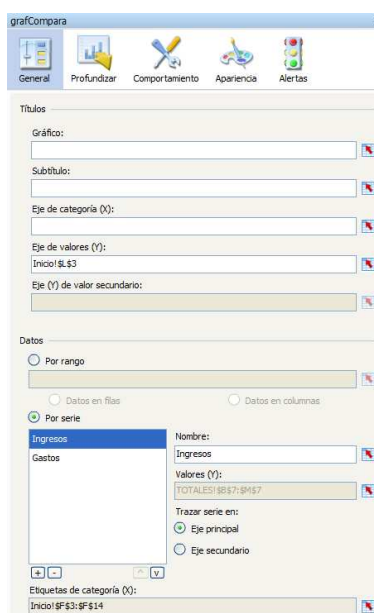 grafCompara
General Profundizar Comportamiento Apariencia Alertas
Títulos
Gráfico:
Subtítulo:
Eje de categoría (X):
Eje de valores (Y):
Inicio!$L$3
Eje (Y) de valor secundario:
Datos
Por rango
Datos en filas Datos en columnas
Por serie
Ingresos
Gastos
Nombre:
Ingresos
Valores (Y):
TOTALES!$B$7:$M$7
Trazar serie en:
Eje principal
Eje secundario
+ - ^ v
Etiquetas de categoría (X):
Inicio!$F$3:$F$14